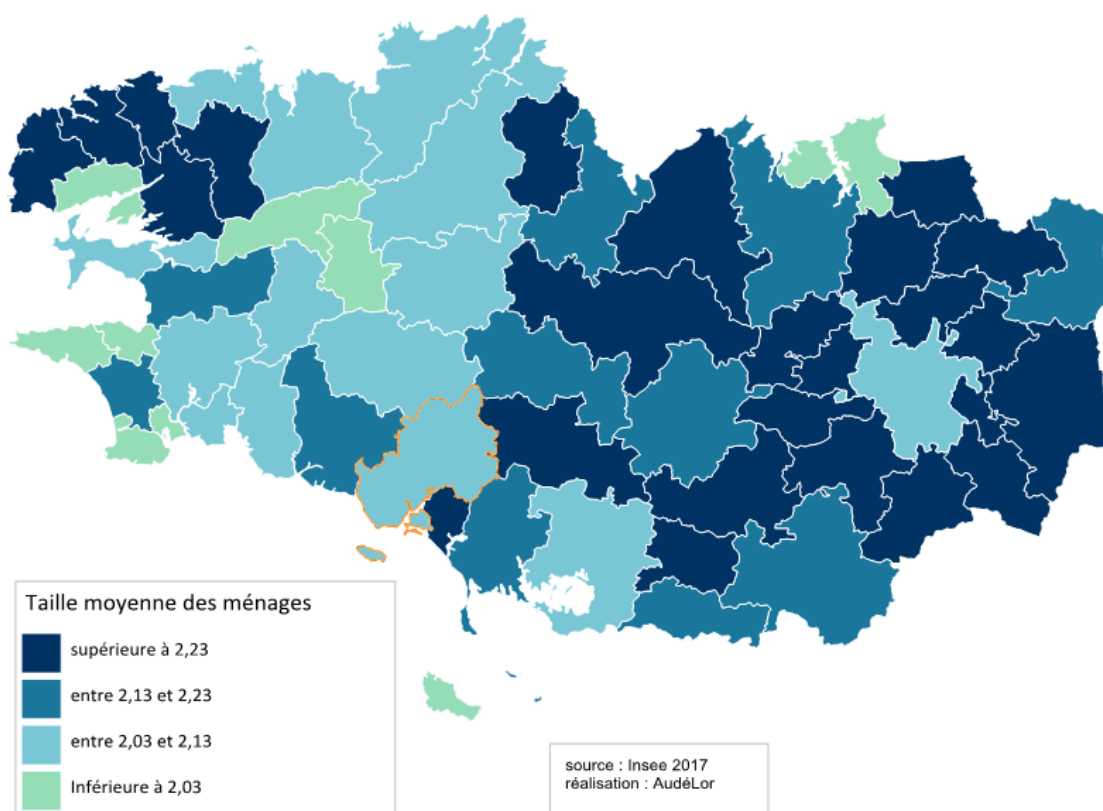 Taille moyenne des ménages
supérieure à 2,23
entre 2,13 et 2,23
entre 2,03 et 2,13
Inférieure à 2,03
source : Insee 2017
réalisation : AudéLor